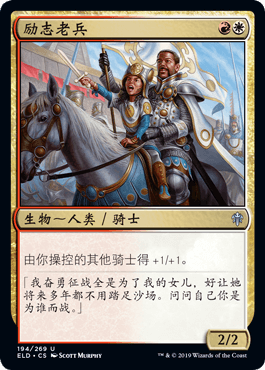 励志老兵
生物～人类／骑士
由你操控的其他骑士得 +1/+1。
「我奋勇征战全是为了我的女儿，好让她
将来多年都不用踏足沙场。问问自己你是
为谁而战。」
2/2
194/269 U
ELD • CS SCOTT MURPHY
™ & © 2019 Wizards of the Coast